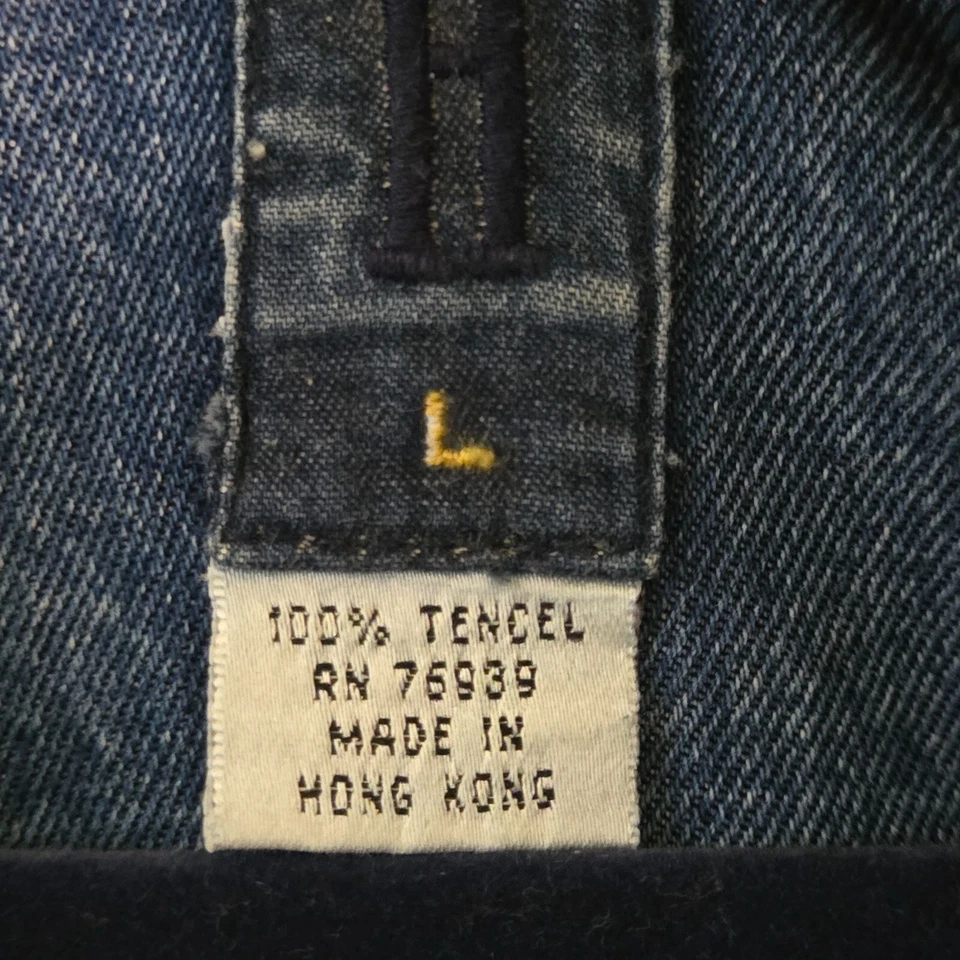 L
100% TENCEL
RN 76939
MADE IN
HONG KONG